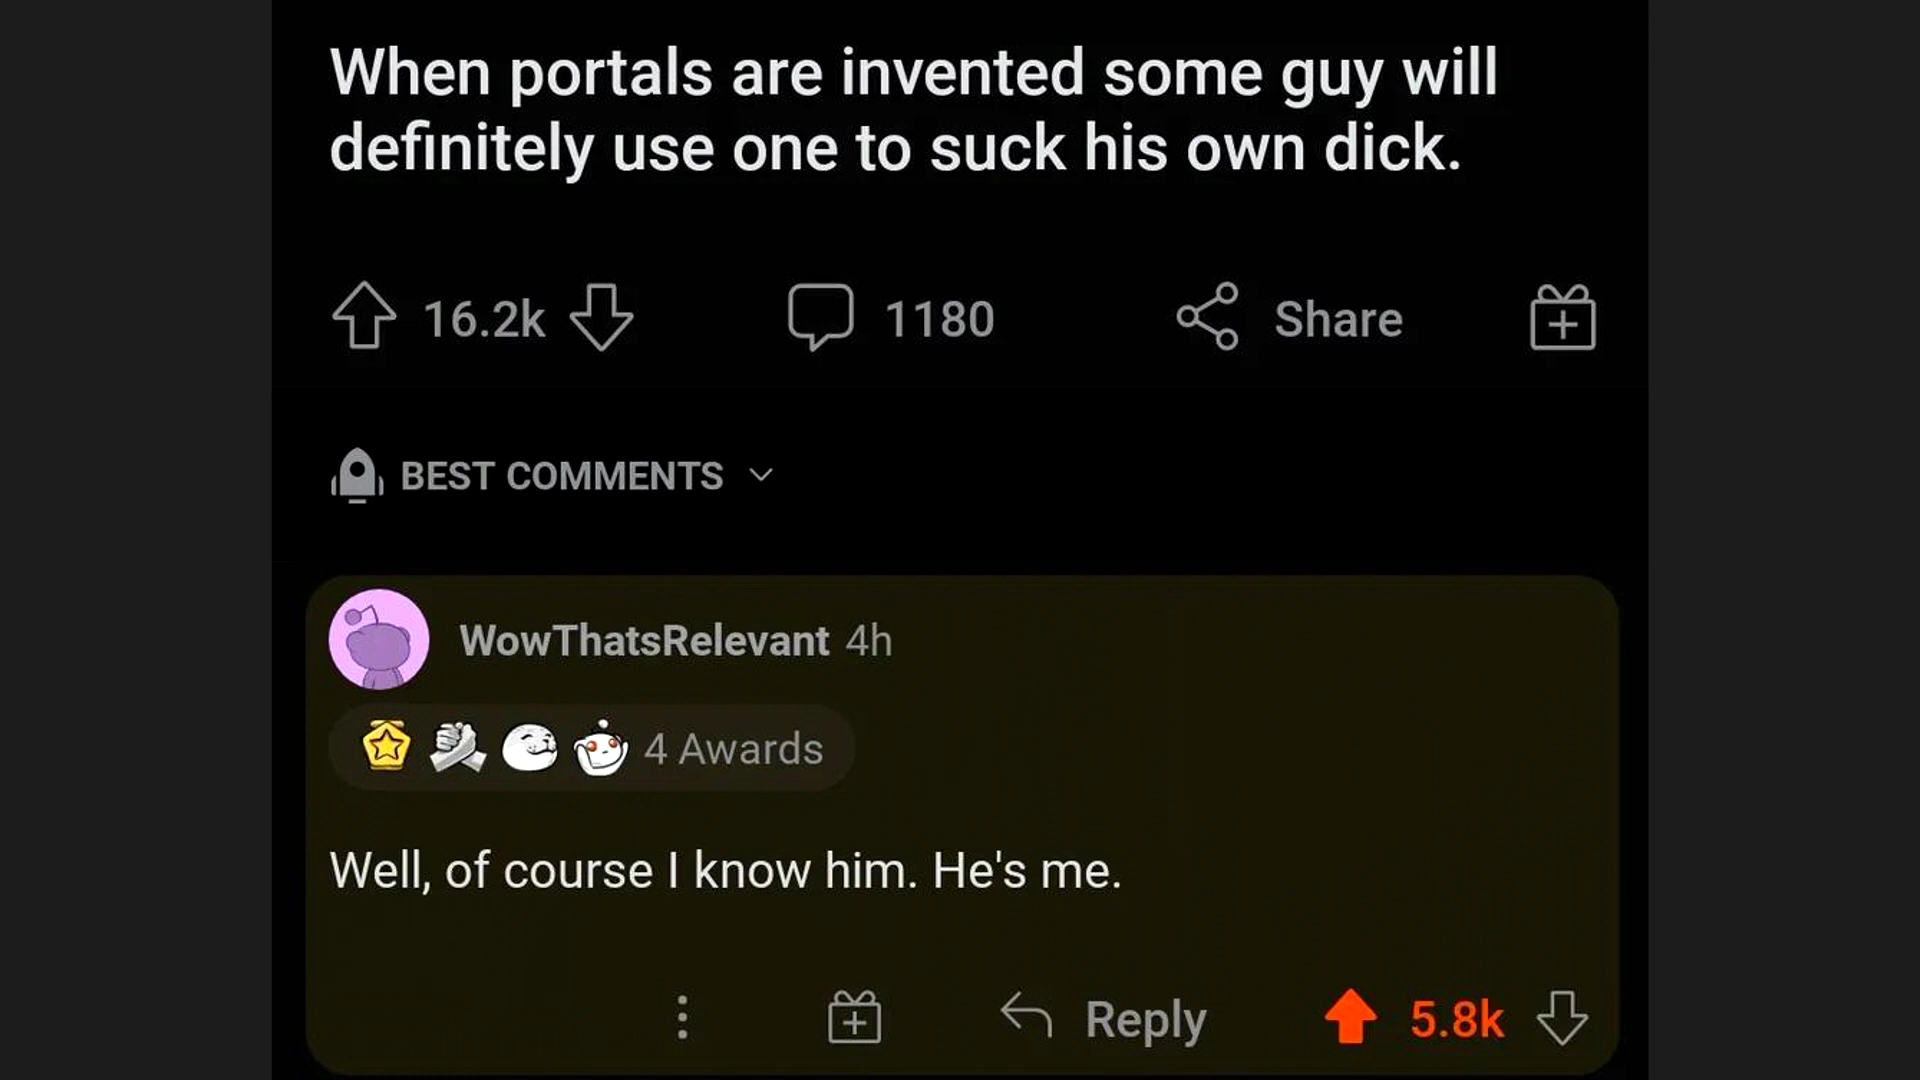 When portals are invented some guy will
definitely use one to suck his own dick.
16.2k 1180 Share
BEST COMMENTS
WowThatsRelevant 4h
4 Awards
Well, of course I know him. He's me.
Reply 5.8k